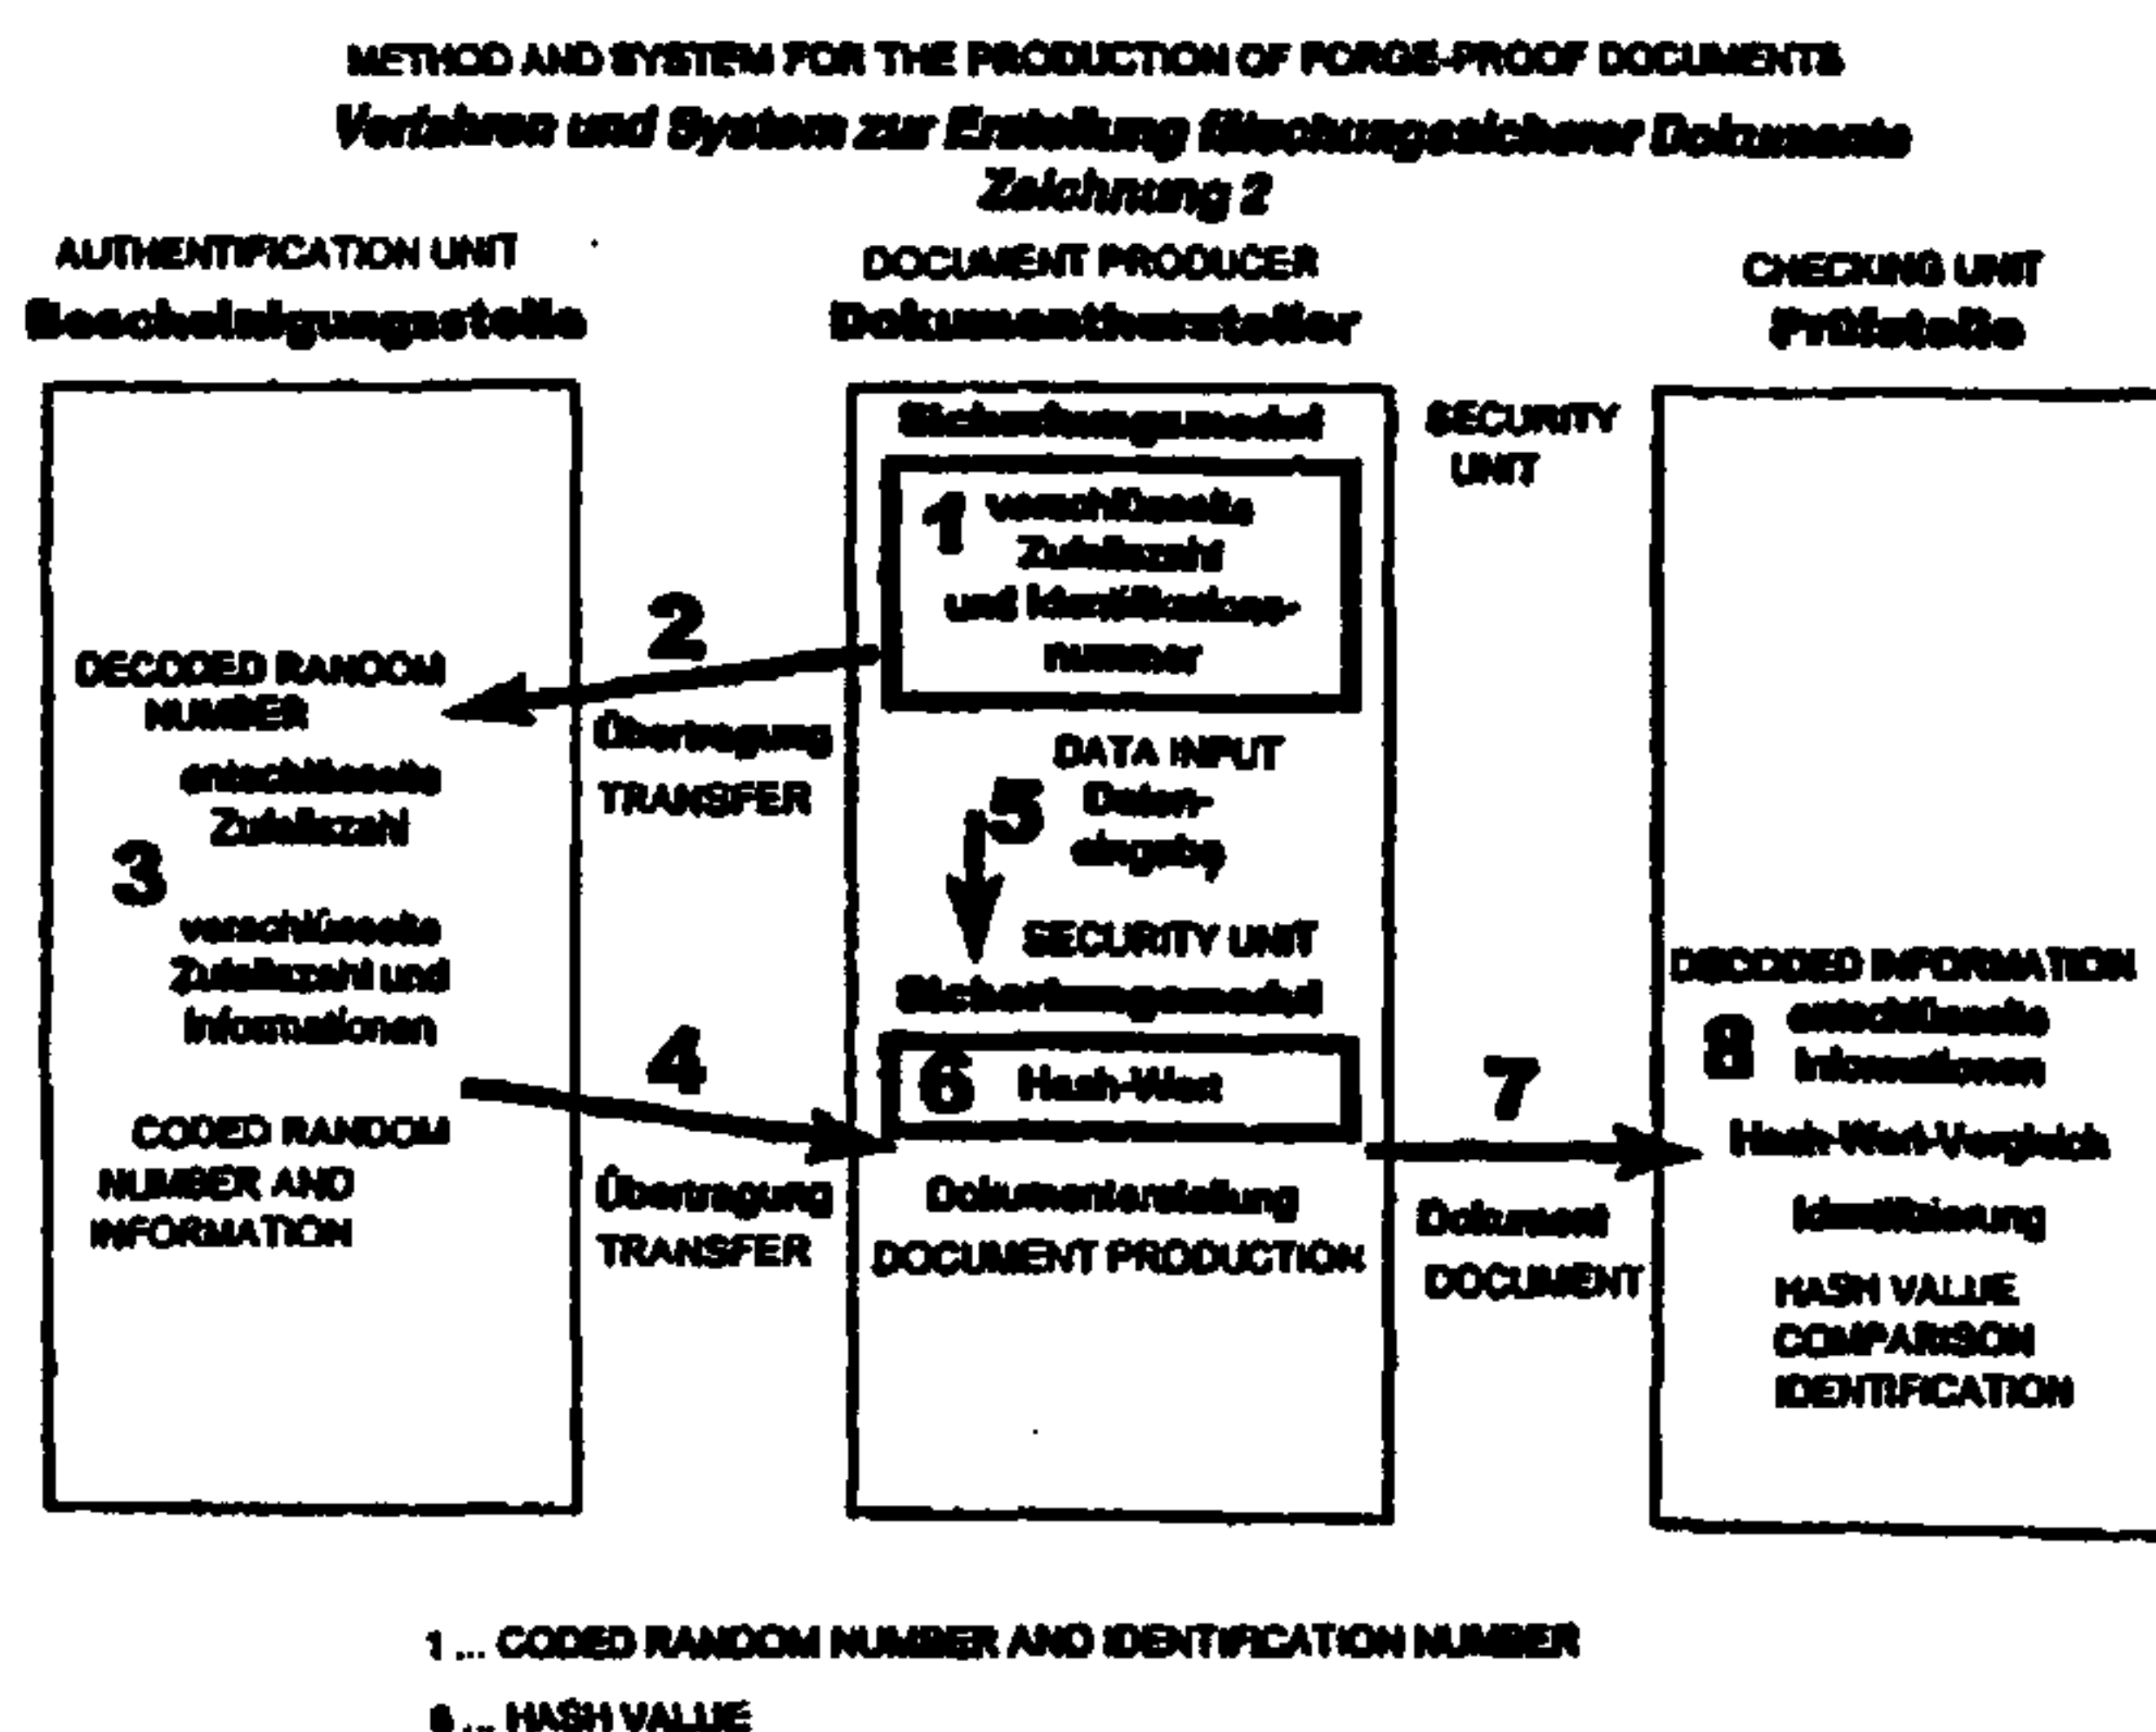 METHOD AND SYSTEM FOR THE PRODUCTION OF FORGE-PROOF DOCUMENTS
Verfahren und System zur Erstellung fälschungssicherer Dokumente
Zeichnung 2
AUTHENTIFICATION UNIT
Bescheinigungsstelle
DOCUMENT PRODUCER
Dokumenthersteller
CHECKING UNIT
Prüfstelle
Sicherungsmodul
SECURITY
UNIT
1 verschlüsselte
Zufallszahl
und Identifikations-
nummer
2
Übertragung
TRANSFER
DECODED RANDOM
NUMBER
entschlüsselte
Zufallszahl
3
verschlüsselte
Zufallszahl und
Informationen
CODED RANDOM
NUMBER AND
INFORMATION
4
Übertragung
TRANSFER
DATA INPUT
5 Daten-
eingabe
SECURITY UNIT
Sicherungsmodul
6 Hash-Wert
Dokumenterstellung
DOCUMENT PRODUCTION
7
Dokument
DOCUMENT
DECODED INFORMATION
8 entschlüsselte
Informationen
Hash-Wert-Vergleich
Identifizierung
HASH VALUE
COMPARISON
IDENTIFICATION
1 ... CODED RANDOM NUMBER AND IDENTIFICATION NUMBER
6 ... HASH VALUE